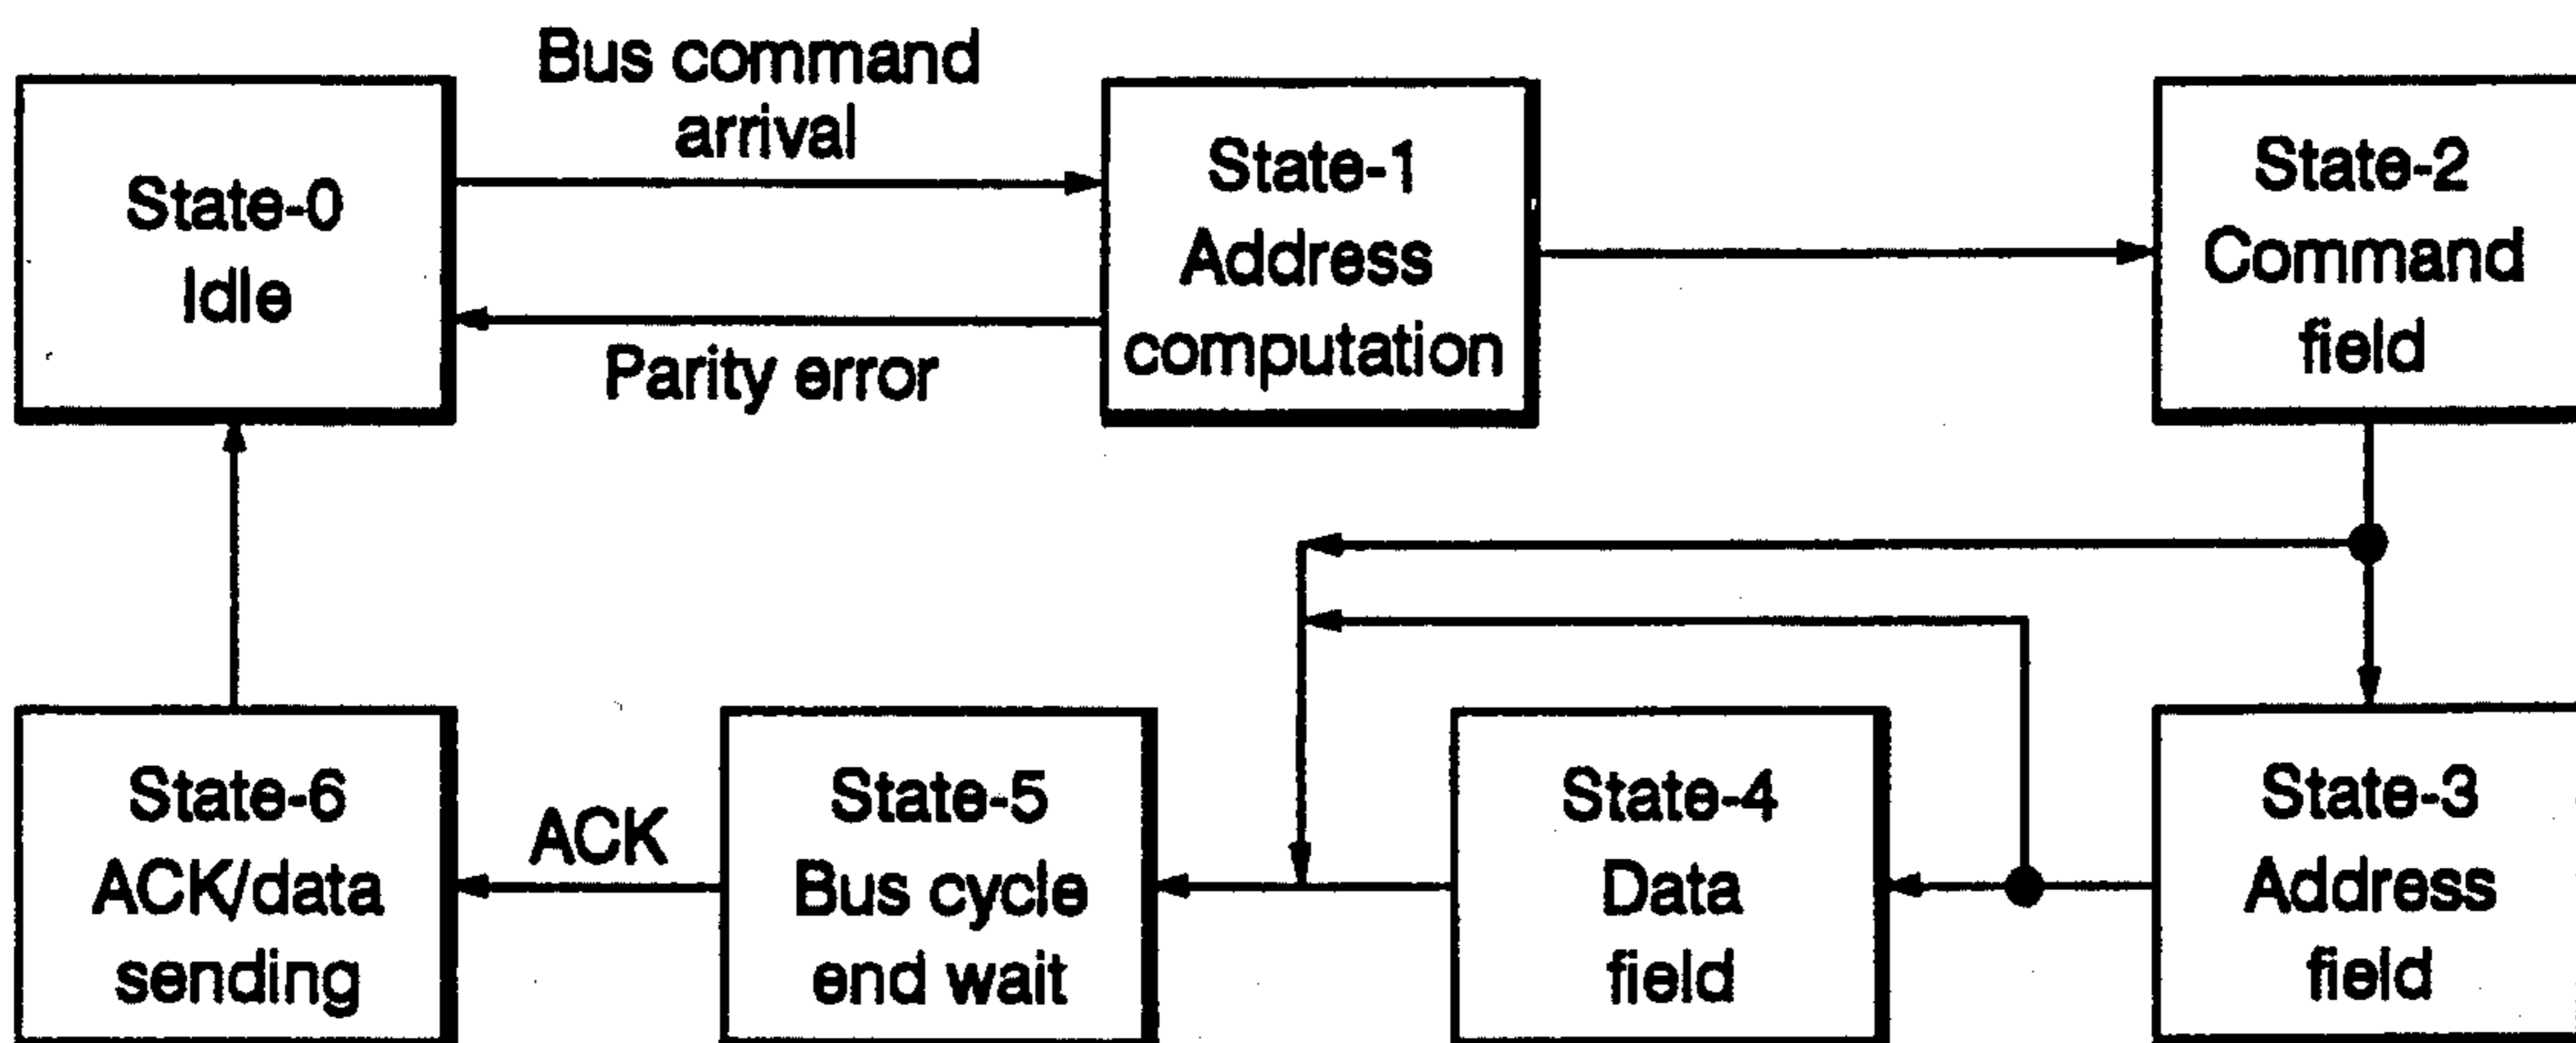 Bus command
arrival
State-0
Idle
State-1
Address
computation
State-2
Command
field
Parity error
State-6
ACK/data
sending
ACK
State-5
Bus cycle
end wait
State-4
Data
field
State-3
Address
field